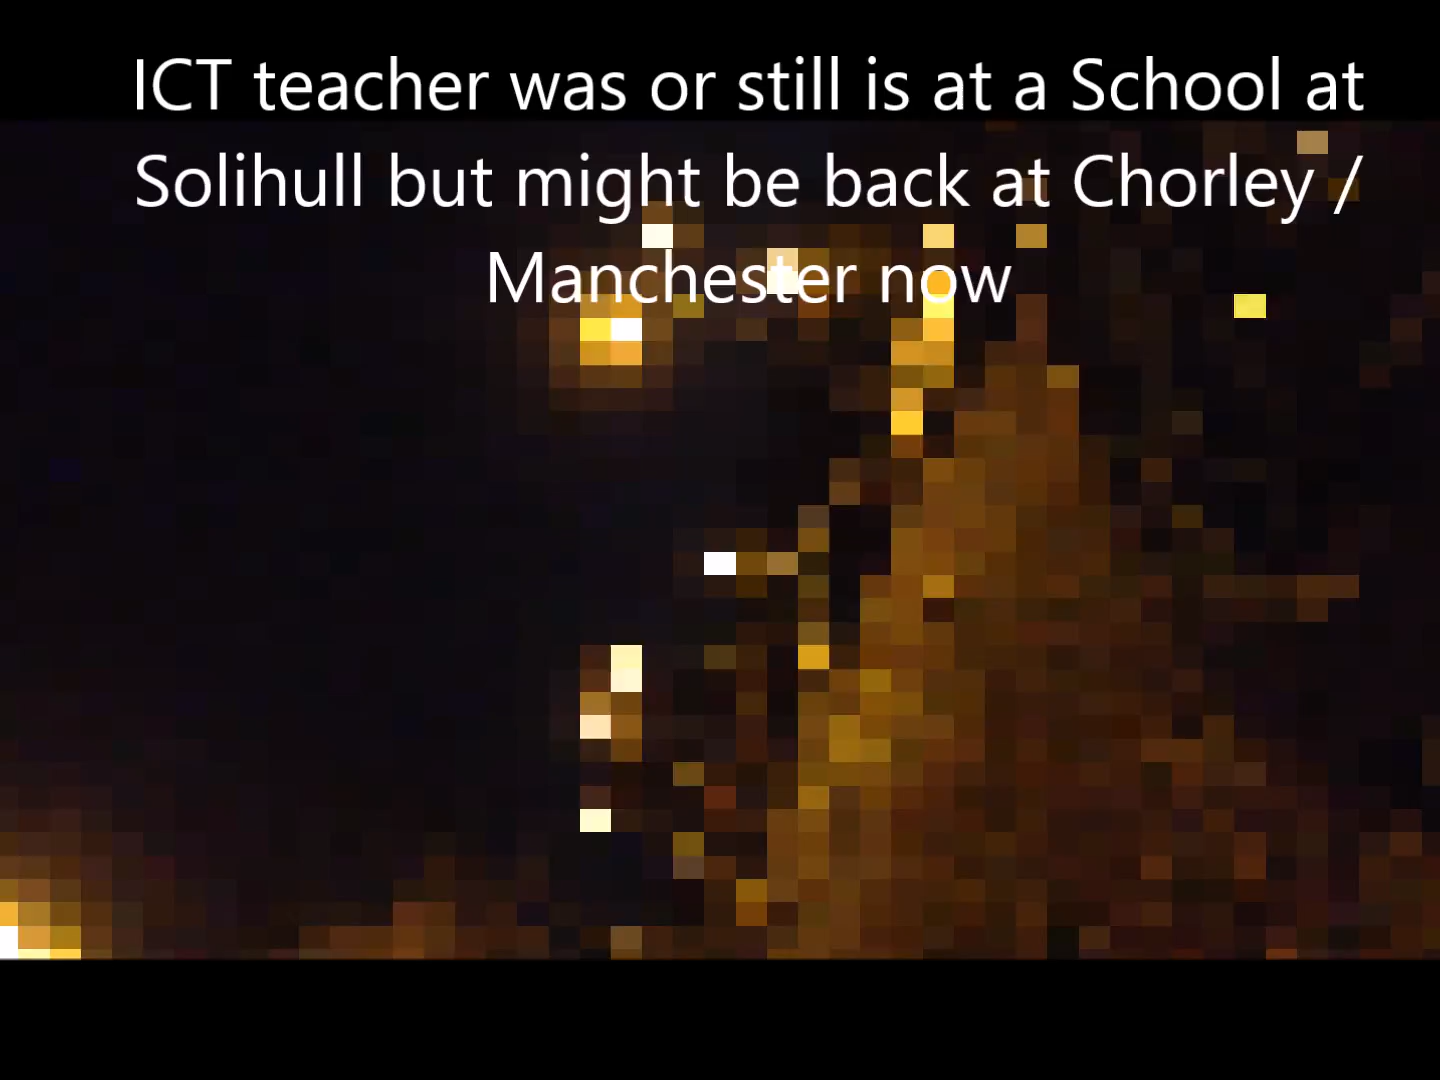 ICT teacher was or still is at a School at
Solihull but might be back at Chorley /
Manchester now